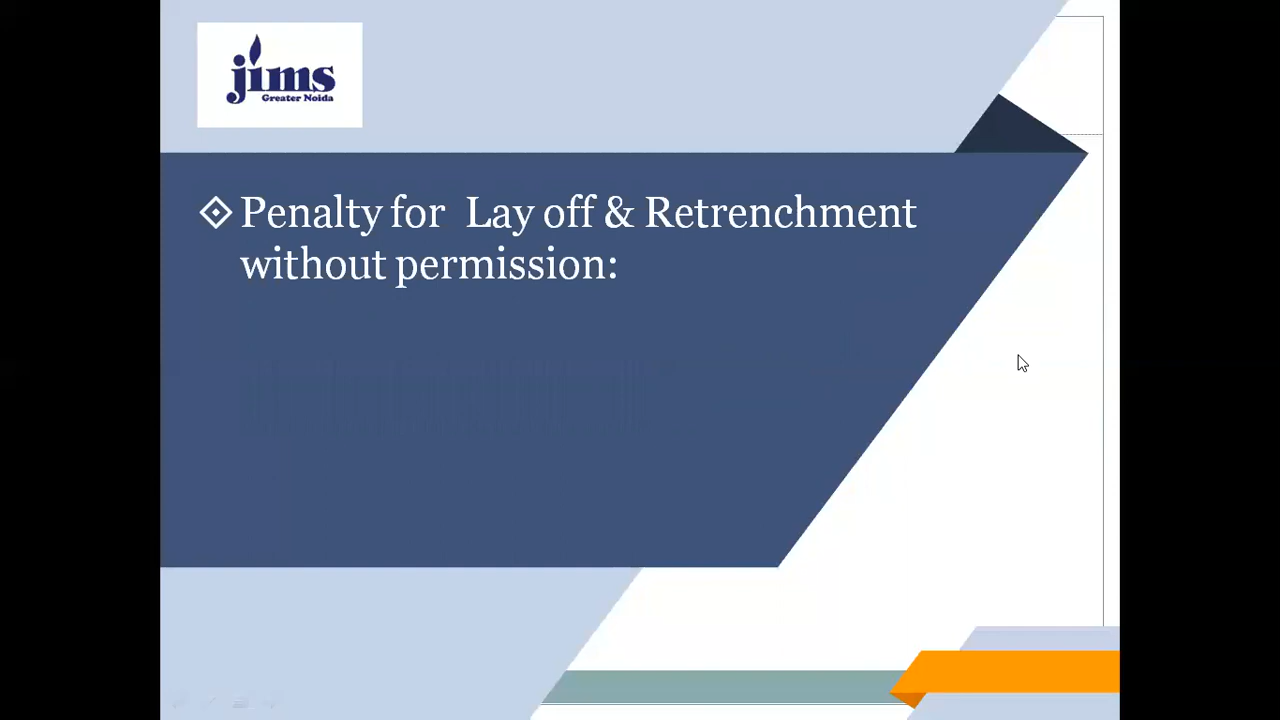 jims
Greater Noida
Penalty for Lay off & Retrenchment
without permission: